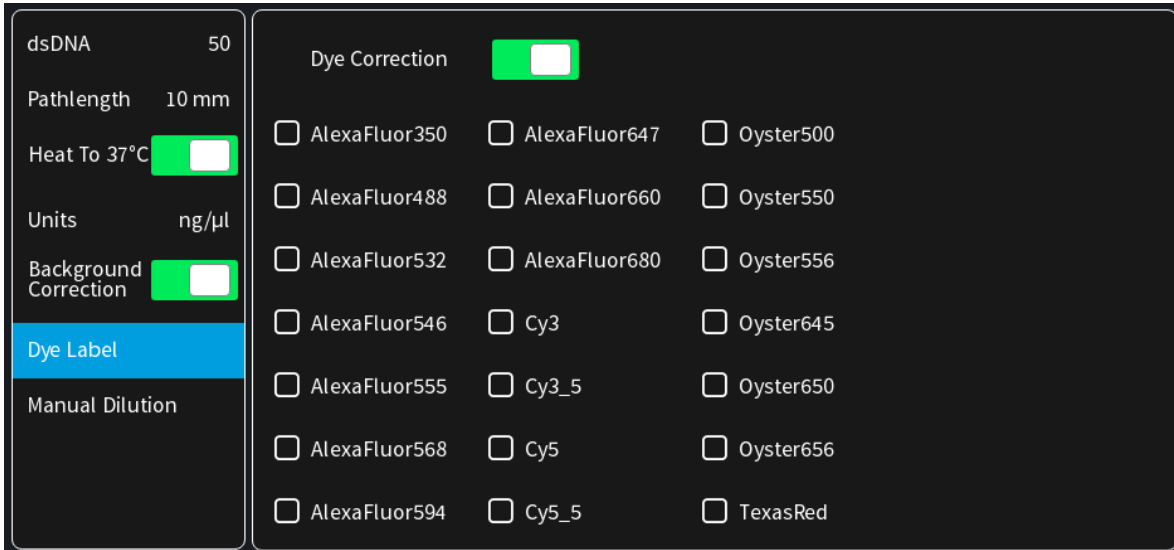 dsDNA 50
Pathlength 10 mm
Heat To 37°C
Units ng/µl
Background
Correction
Dye Label
Manual Dilution
Dye Correction
AlexaFluor350 AlexaFluor647 Oyster500
AlexaFluor488 AlexaFluor660 Oyster550
AlexaFluor532 AlexaFluor680 Oyster556
AlexaFluor546 Cy3 Oyster645
AlexaFluor555 Cy3_5 Oyster650
AlexaFluor568 Cy5 Oyster656
AlexaFluor594 Cy5_5 TexasRed